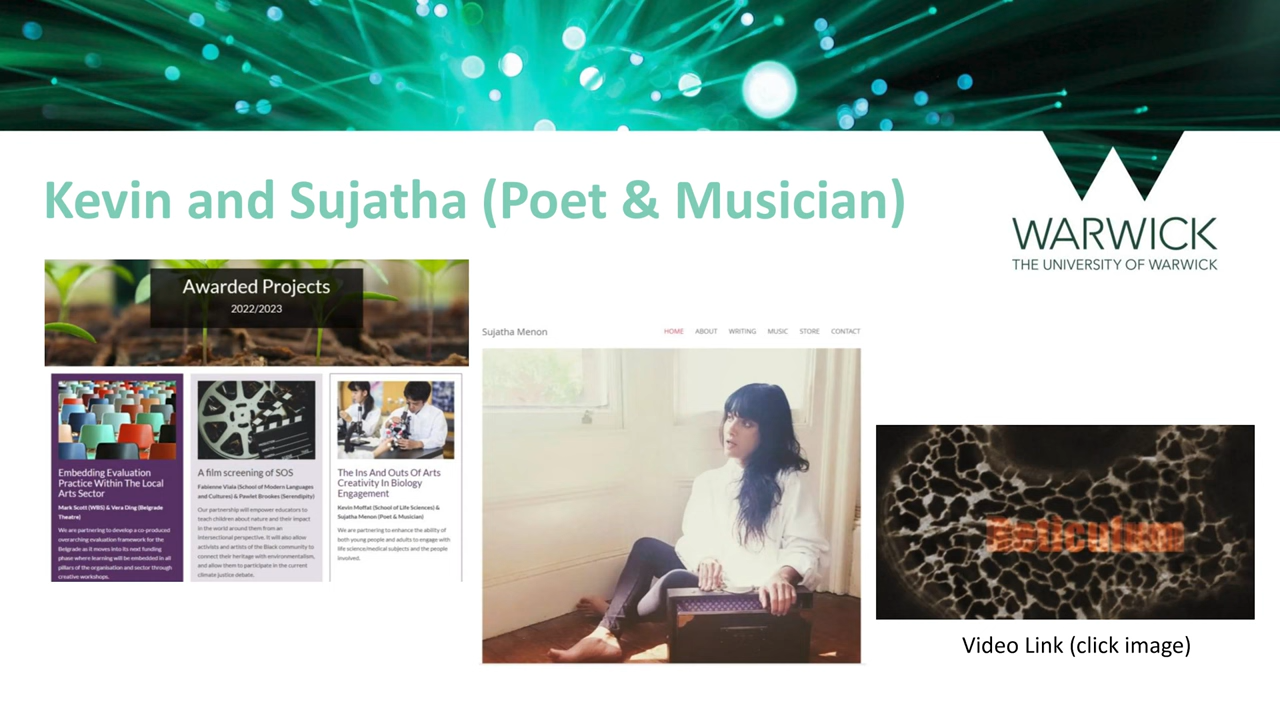 Kevin and Sujatha (Poet & Musician)
WARWICK
THE UNIVERSITY OF WARWICK
Awarded Projects
2022/2023
Embedding Evaluation
Practice Within The Local
Arts Sector
Mark Scott (WBS) & Vera Ding (Belgrade
Theatre)
We are partnering to develop a co-produced
overarching evaluation framework for the
Belgrade as it moves into its next funding
phase where learning will be embedded in all
pillars of the organisation and sector through
creative workshops.
A film screening of SOS
Fabienne Viala (School of Modern Languages
and Cultures) & Pawlet Brookes (Serendipity)
Our partnership will empower educators to
teach children about nature and their impact
in the world around them from an
intersectional perspective. It will also allow
activists and artists of the Black community to
connect their heritage with environmentation,
and allow them to participate in the current
climate justice debate.
The Ins And Outs Of Arts
Creativity In Biology
Engagement
Kevin Moffat (School of Life Sciences) &
Sujatha Menon (Poet & Musician)
We are partnering to enhance the ability of
both young people and adults to engage with
life science/medical subjects and the people
involved.
Sujatha Menon
HOME ABOUT WRITING MUSIC STORE CONTACT
Reticulum
Video Link (click image)